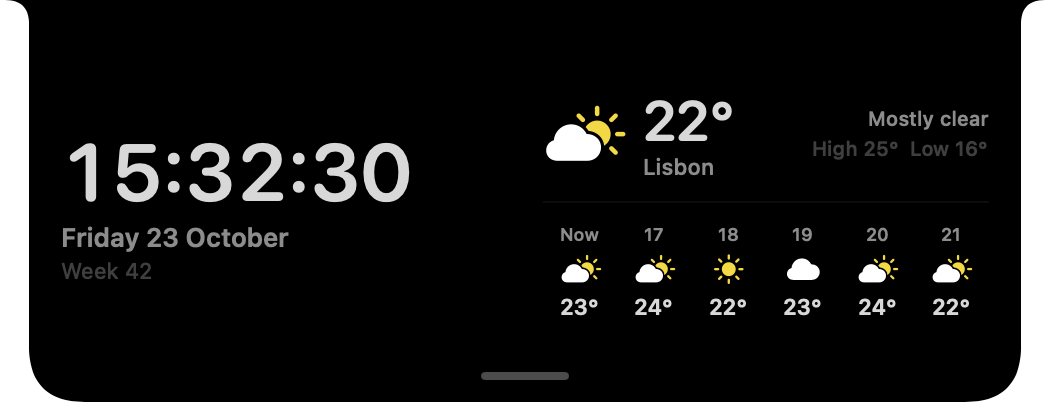 15:32:30
Friday 23 October
Week 42
22°
Lisbon
Mostly clear
High 25° Low 16°
Now 17 18 19 20 21
23° 24° 22° 23° 24° 22°